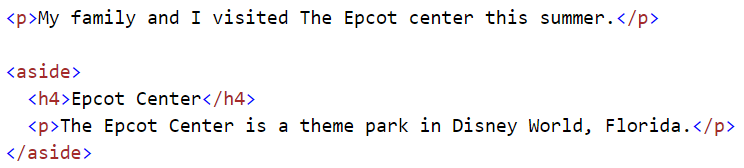 <p>My family and I visited The Epcot center this summer.</p>
<aside>
<h4>Epcot Center</h4>
<p>The Epcot Center is a theme park in Disney World, Florida.</p>
</aside>